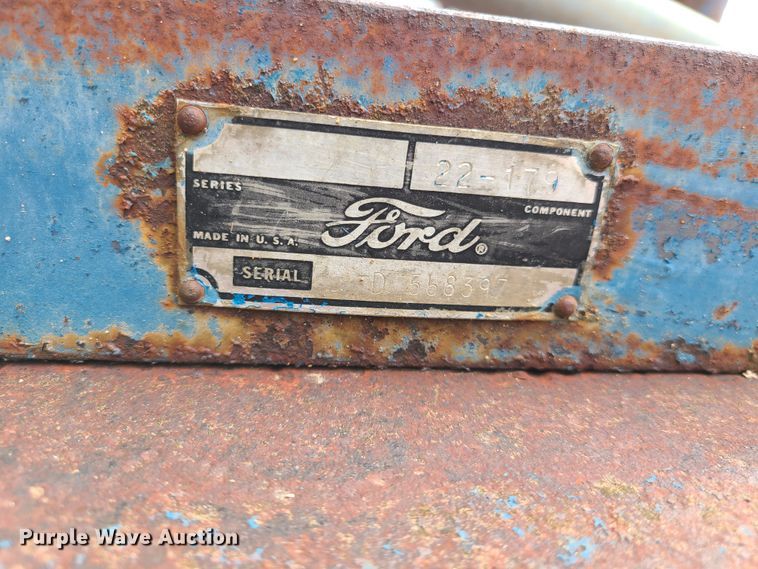 22-179
SERIES
COMPONENT
Ford®
MADE IN U.S.A.
SERIAL D 368397
Purple Wave Auction